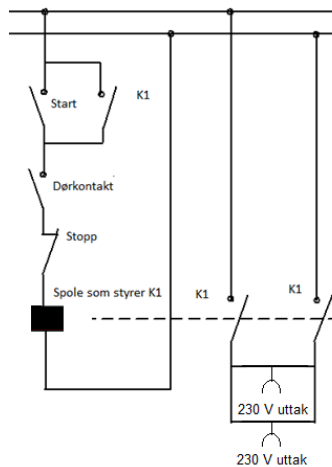 Start
K1
Dørkontakt
Stopp
Spole som styrer K1
K1
K1
230 V uttak
230 V uttak